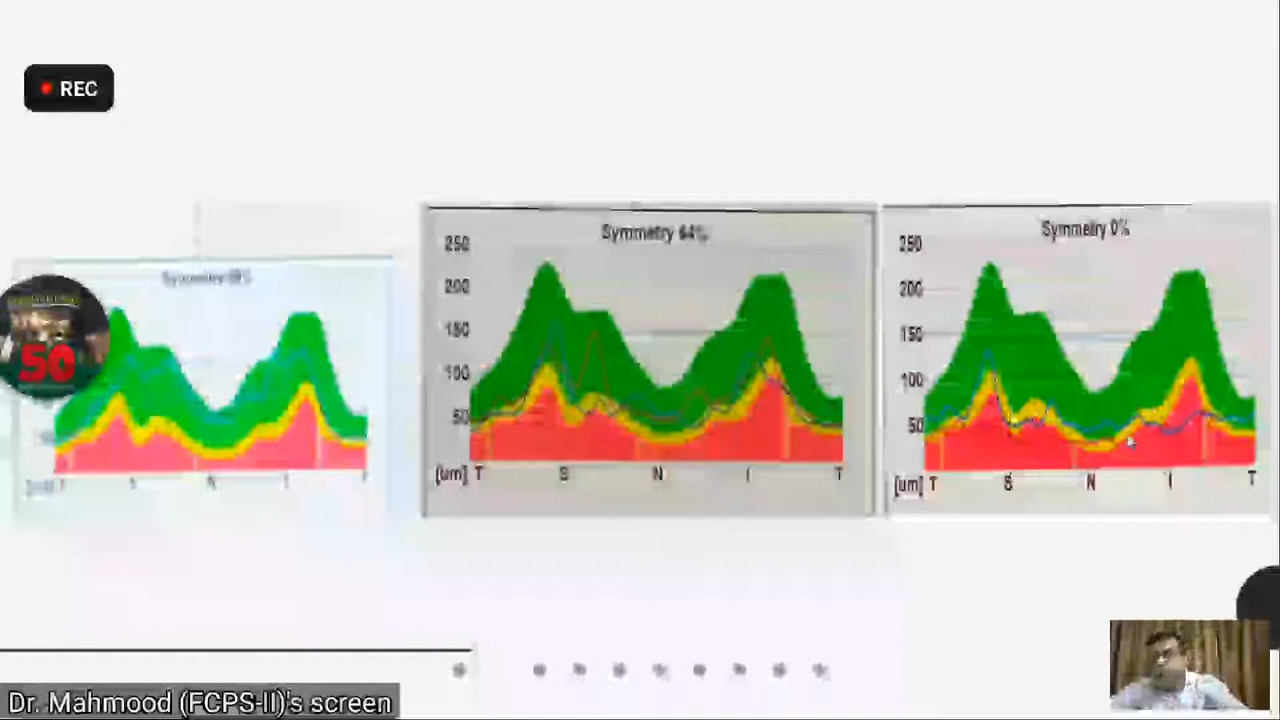 REC
Symmetry
50
T
Symmetry 64%
250
200
150
100
50
[um] T S N I T
Symmetry 0%
250
200
150
100
50
[um] T S N I T
Dr. Mahmood (FCPS-II)'s screen